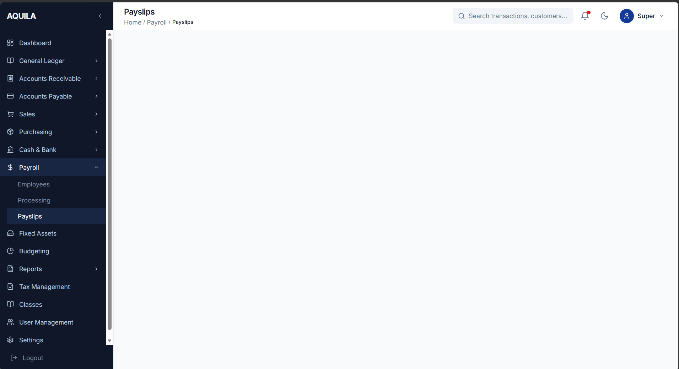 AQUILA
Dashboard
General Ledger
Accounts Receivable
Accounts Payable
Sales
Purchasing
Cash & Bank
Payroll
Employees
Processing
Payslips
Fixed Assets
Budgeting
Reports
Tax Management
Classes
User Management
Settings
Logout
Payslips
Home / Payroll / Payslips
Search transactions, customers...
Super